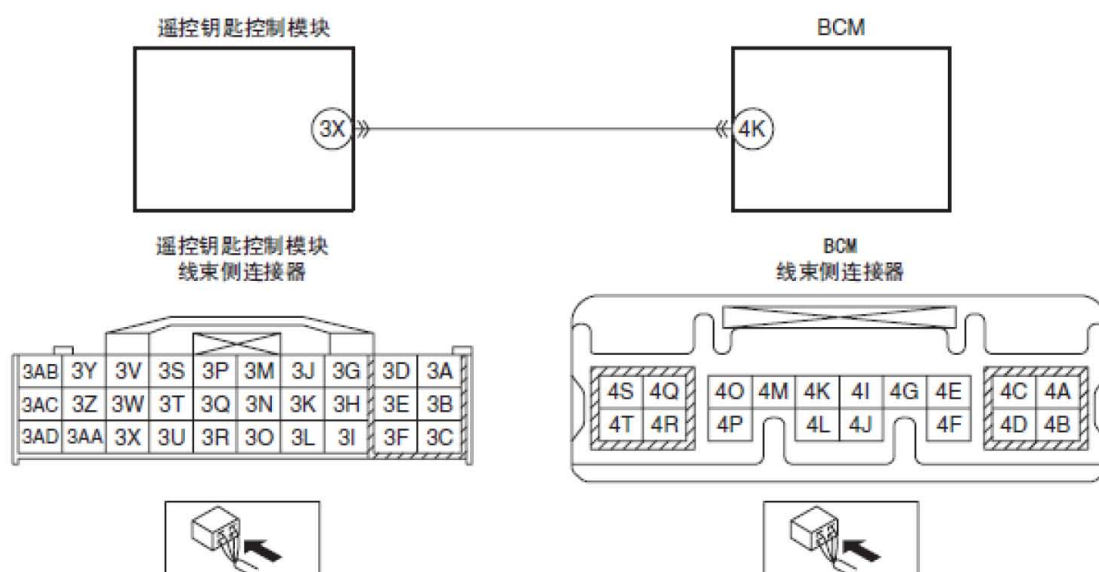 遥控钥匙控制模块
BCM
3X
4K
遥控钥匙控制模块
线束侧连接器
BCM
线束侧连接器
3AB 3Y 3V 3S 3P 3M 3J 3G 3D 3A
3AC 3Z 3W 3T 3Q 3N 3K 3H 3E 3B
3AD 3AA 3X 3U 3R 3O 3L 3I 3F 3C
4S 4Q 4O 4M 4K 4I 4G 4E 4C 4A
4T 4R 4P 4L 4J 4F 4D 4B